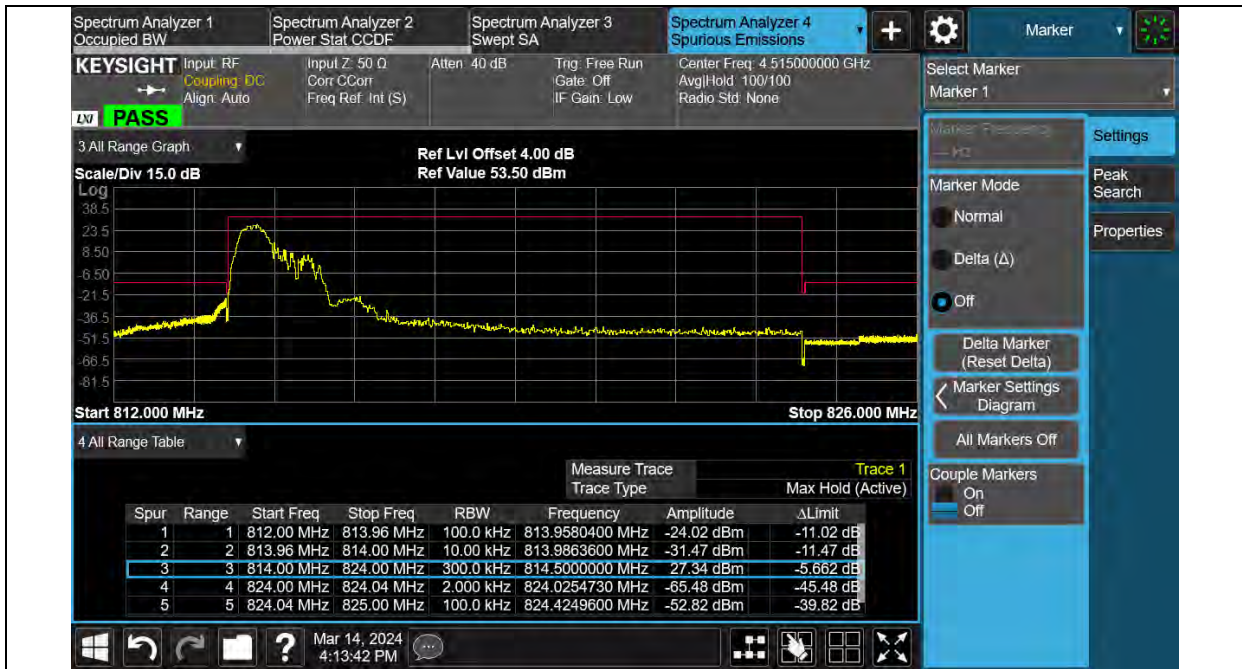 Spectrum Analyzer 1
Occupied BW
Spectrum Analyzer 2
Power Stat CCDF
Spectrum Analyzer 3
Swept SA
Spectrum Analyzer 4
Spurious Emissions
Marker
KEYSIGHT
Input: RF
Coupling: DC
Align: Auto
Input Z: 50 Ω
Corr CCorr
Freq Ref: Int (S)
Atten: 40 dB
Trig: Free Run
Gate: Off
IF Gain: Low
Center Freq: 4.515000000 GHz
Avg|Hold: 100/100
Radio Std: None
LXI
PASS
Select Marker
Marker 1
3 All Range Graph
Ref Lvl Offset 4.00 dB
Scale/Div 15.0 dB
Ref Value 53.50 dBm
Log
38.5
23.5
8.50
-6.50
-21.5
-36.5
-51.5
-66.5
-81.5
Start 812.000 MHz
Stop 826.000 MHz
Marker Frequency
--- Hz
Marker Mode
Normal
Delta (Δ)
Off
Delta Marker
(Reset Delta)
Marker Settings
Diagram
All Markers Off
Couple Markers
On
Off
Settings
Peak
Search
Properties
4 All Range Table
Measure Trace Trace 1
Trace Type Max Hold (Active)
Spur Range Start Freq Stop Freq RBW Frequency Amplitude ΔLimit
1 1 812.00 MHz 813.96 MHz 100.0 kHz 813.9580400 MHz -24.02 dBm -11.02 dB
2 2 813.96 MHz 814.00 MHz 10.00 kHz 813.9863600 MHz -31.47 dBm -11.47 dB
3 3 814.00 MHz 824.00 MHz 300.0 kHz 814.5000000 MHz 27.34 dBm -5.662 dB
4 4 824.00 MHz 824.04 MHz 2.000 kHz 824.0254730 MHz -65.48 dBm -45.48 dB
5 5 824.04 MHz 825.00 MHz 100.0 kHz 824.4249600 MHz -52.82 dBm -39.82 dB
Mar 14, 2024
4:13:42 PM